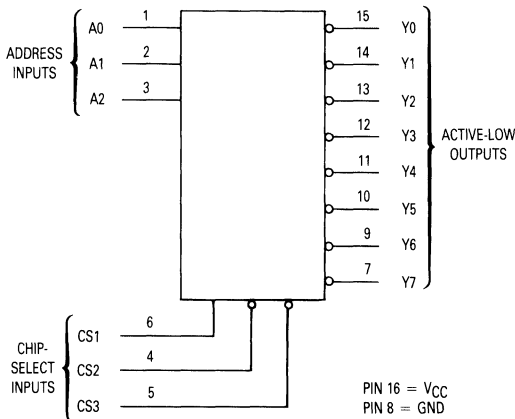 1 15
A0 Y0
ADDRESS
INPUTS
2 14
A1 Y1
3 13
A2 Y2
12
Y3
ACTIVE-LOW
OUTPUTS
11
Y4
10
Y5
9
Y6
7
Y7
CHIP-
SELECT
INPUTS
6
CS1
4
CS2
5
CS3
PIN 16 = VCC
PIN 8 = GND